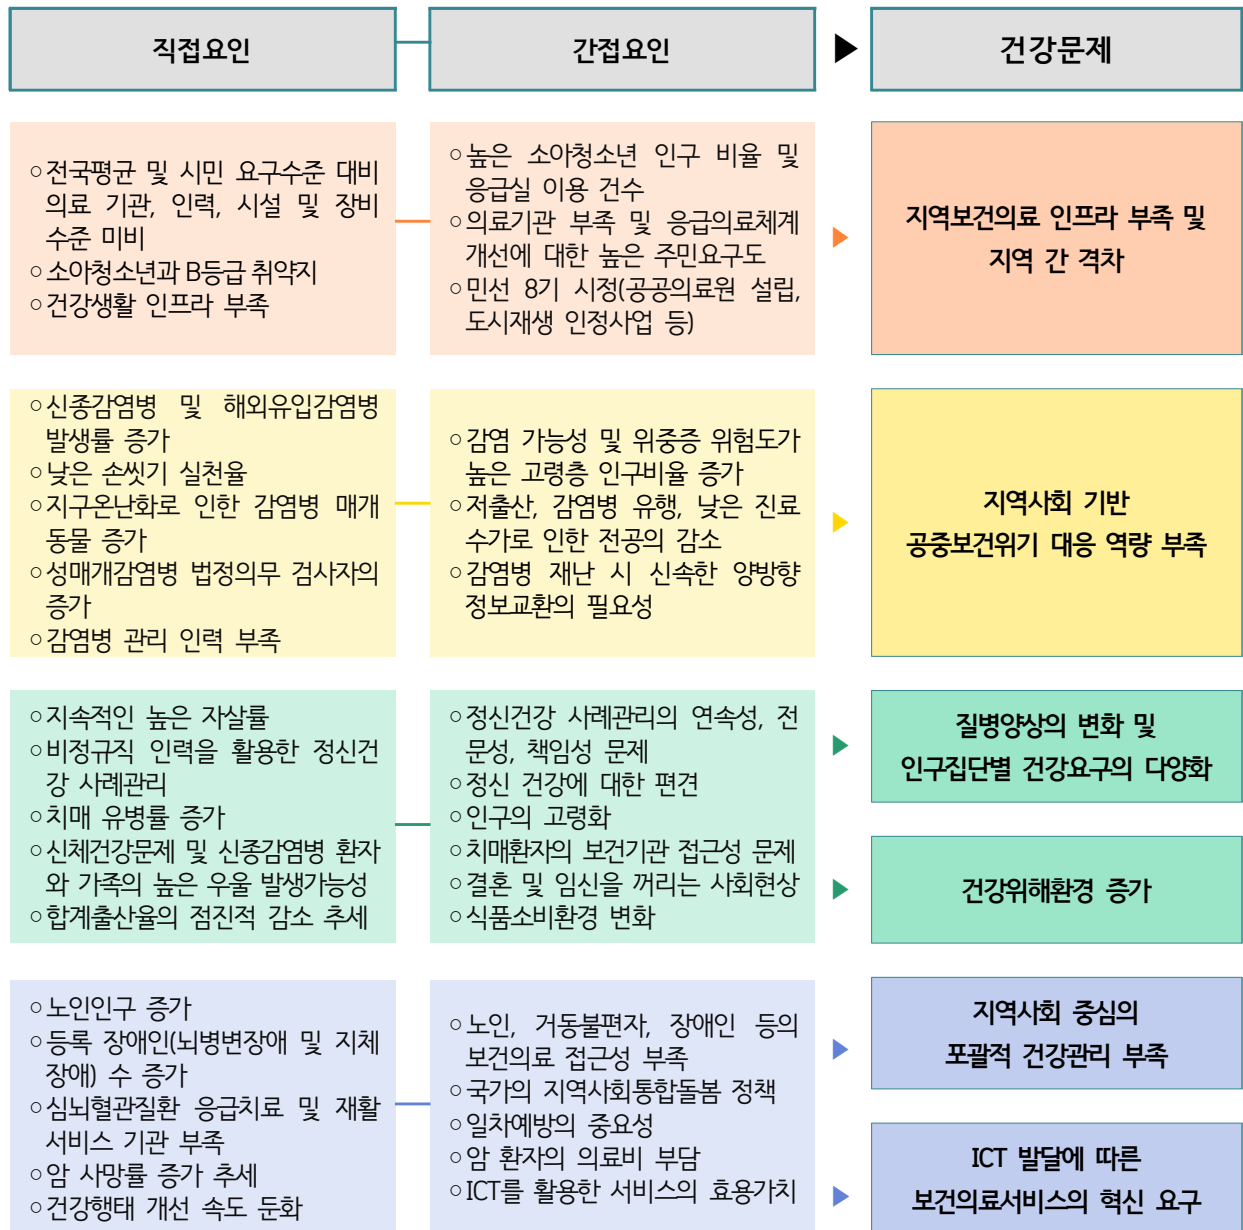 직접요인
간접요인
▶
건강문제
○전국평균 및 시민 요구수준 대비
의료 기관, 인력, 시설 및 장비
수준 미비
○소아청소년과 B등급 취약지
○건강생활 인프라 부족
○높은 소아청소년 인구 비율 및
응급실 이용 건수
○의료기관 부족 및 응급의료체계
개선에 대한 높은 주민요구도
○민선 8기 시정(공공의료원 설립,
도시재생 인정사업 등)
지역보건의료 인프라 부족 및
지역 간 격차
○신종감염병 및 해외유입감염병
발생률 증가
○낮은 손씻기 실천율
○지구온난화로 인한 감염병 매개
동물 증가
○성매개감염병 법정의무 검사자의
증가
○감염병 관리 인력 부족
○감염 가능성 및 위중증 위험도가
높은 고령층 인구비율 증가
○저출산, 감염병 유행, 낮은 진료
수가로 인한 전공의 감소
○감염병 재난 시 신속한 양방향
정보교환의 필요성
지역사회 기반
공중보건위기 대응 역량 부족
○지속적인 높은 자살률
○비정규직 인력을 활용한 정신건
강 사례관리
○치매 유병률 증가
○신체건강문제 및 신종감염병 환자
와 가족의 높은 우울 발생가능성
○합계출산율의 점진적 감소 추세
○정신건강 사례관리의 연속성, 전
문성, 책임성 문제
○정신 건강에 대한 편견
○인구의 고령화
○치매환자의 보건기관 접근성 문제
○결혼 및 임신을 꺼리는 사회현상
○식품소비환경 변화
질병양상의 변화 및
인구집단별 건강요구의 다양화
건강위해환경 증가
○노인인구 증가
○등록 장애인(뇌병변장애 및 지체
장애) 수 증가
○심뇌혈관질환 응급치료 및 재활
서비스 기관 부족
○암 사망률 증가 추세
○건강행태 개선 속도 둔화
○노인, 거동불편자, 장애인 등의
보건의료 접근성 부족
○국가의 지역사회통합돌봄 정책
○일차예방의 중요성
○암 환자의 의료비 부담
○ICT를 활용한 서비스의 효용가치
지역사회 중심의
포괄적 건강관리 부족
ICT 발달에 따른
보건의료서비스의 혁신 요구